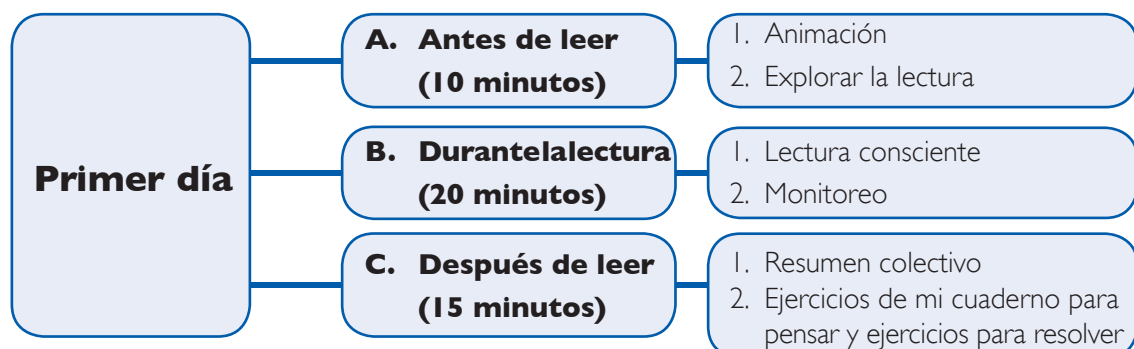 Primer día
A. Antes de leer
(10 minutos)
1. Animación
2. Explorar la lectura
B. Durantelalectura
(20 minutos)
1. Lectura consciente
2. Monitoreo
C. Después de leer
(15 minutos)
1. Resumen colectivo
2. Ejercicios de mi cuaderno para
pensar y ejercicios para resolver